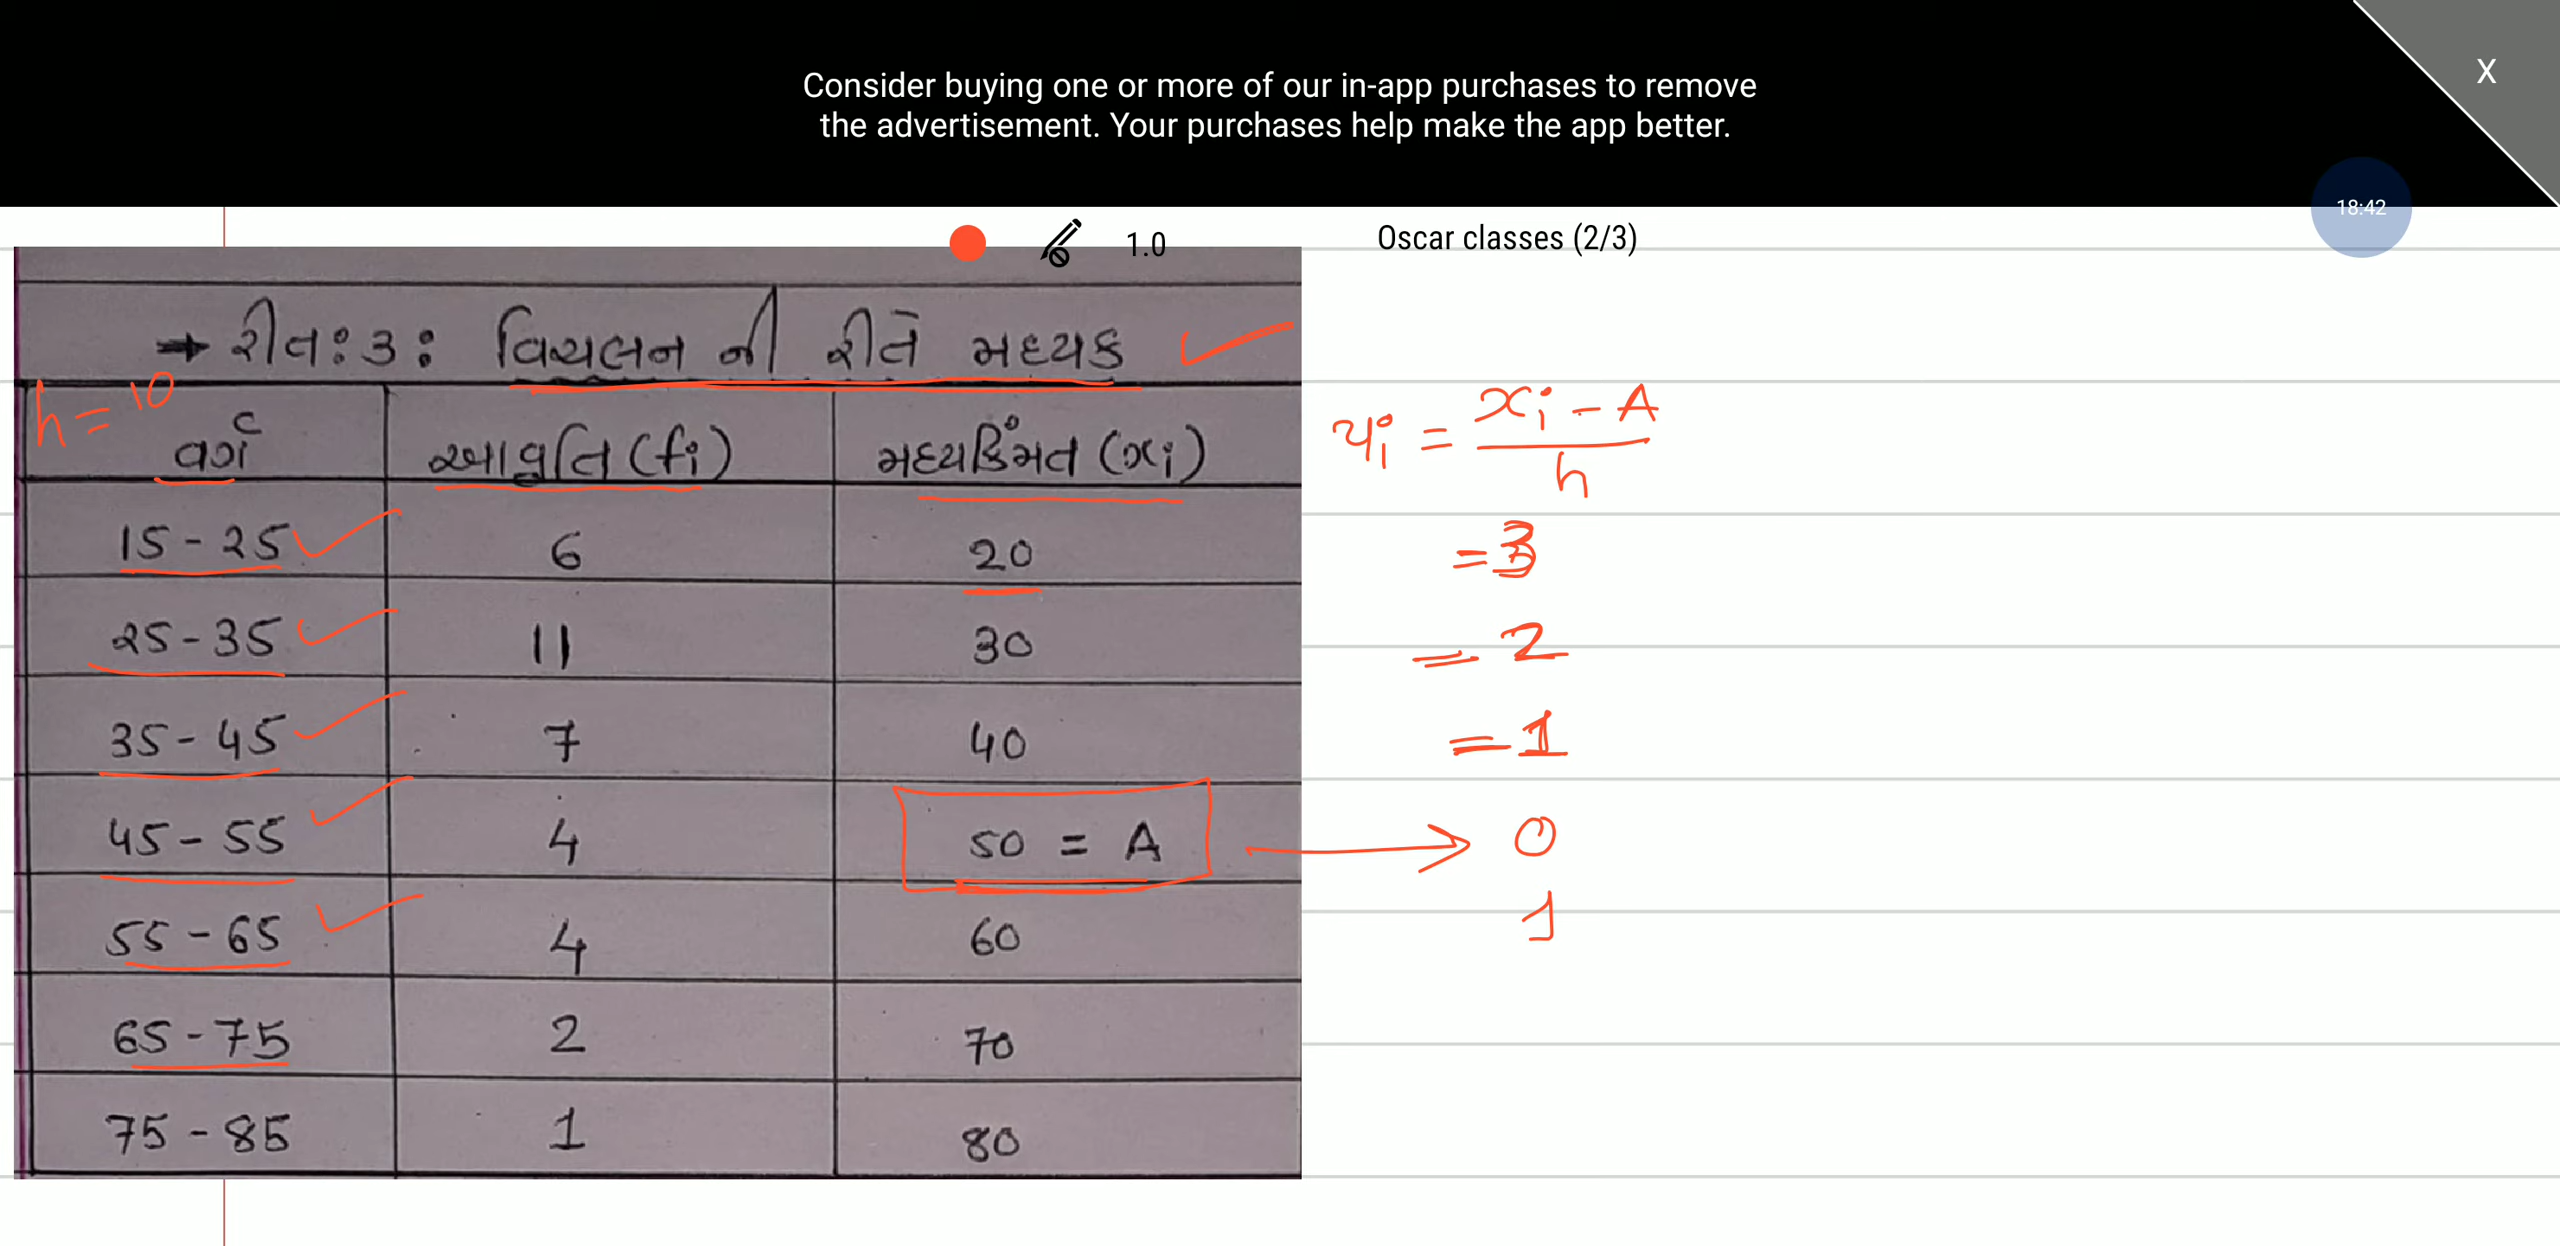 Consider buying one or more of our in-app purchases to remove
the advertisement. Your purchases help make the app better.
X
18:42
1.0 Oscar classes (2/3)
→ રીત:૩: વિચલન ની રીતે મધ્યક
h = 10
વર્ગ આવૃત્તિ (fi) મધ્યકિંમત (xi)
yi = xi - A / h
15 - 25 6 20 = 3
25 - 35 11 30 = 2
35 - 45 7 40 = 1
45 - 55 4 50 = A → 0
55 - 65 4 60 1
65 - 75 2 70
75 - 85 1 80